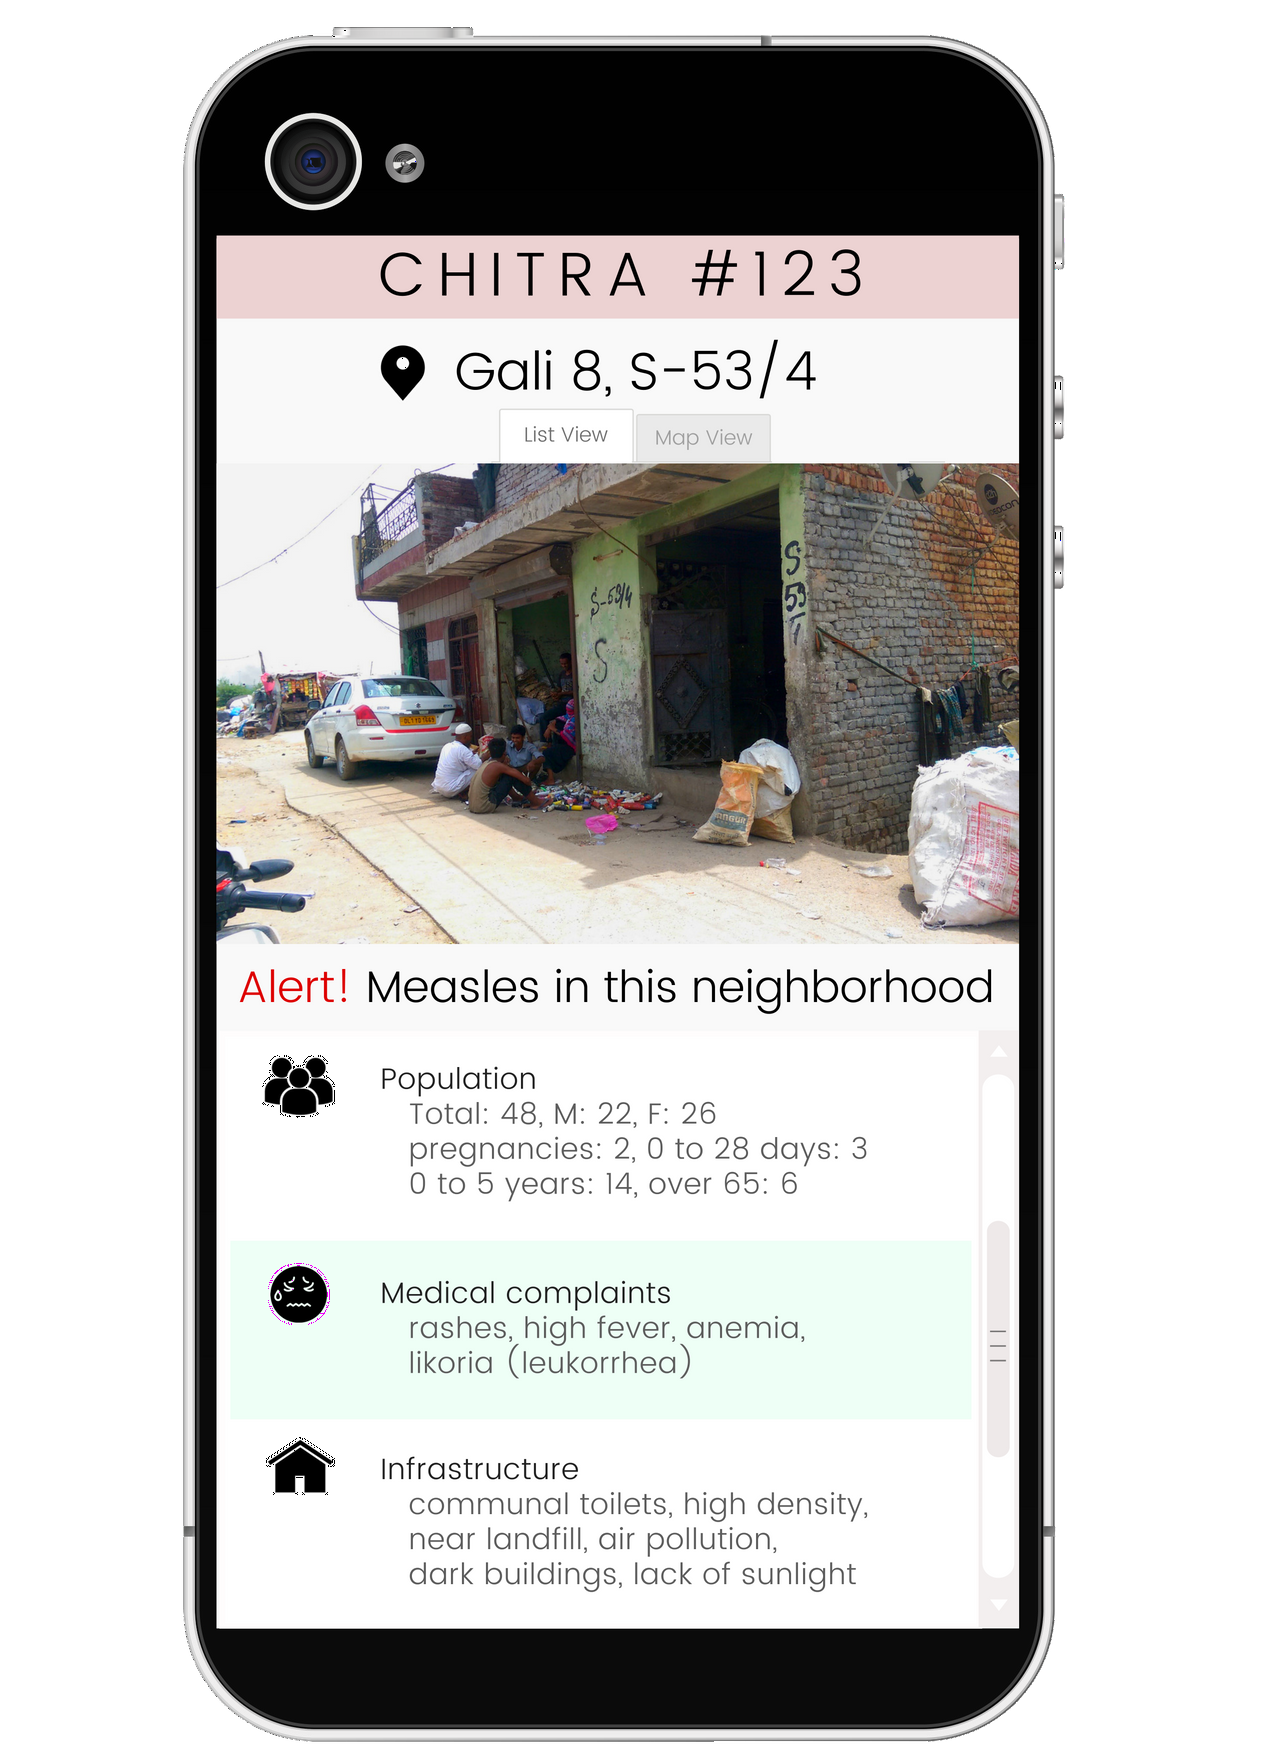 CHITRA #123
Gali 8, S-53/4
List View
Map View
S-53/4
S
S
53
4
Alert! Measles in this neighborhood
Population
Total: 48, M: 22, F: 26
pregnancies: 2, 0 to 28 days: 3
0 to 5 years: 14, over 65: 6
Medical complaints
rashes, high fever, anemia,
likoria (leukorrhea)
Infrastructure
communal toilets, high density,
near landfill, air pollution,
dark buildings, lack of sunlight